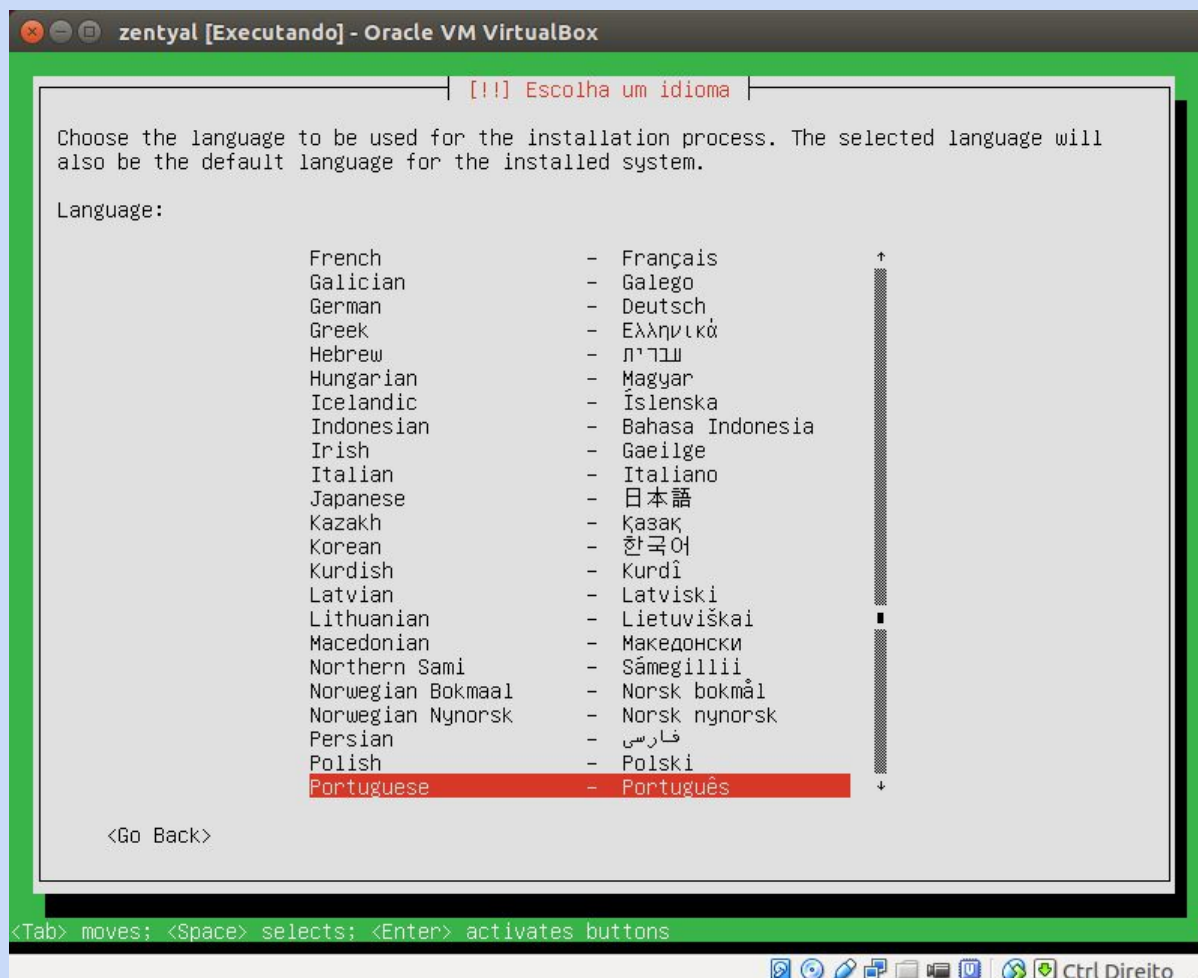 zentyal [Executando] - Oracle VM VirtualBox
[!!] Escolha um idioma
Choose the language to be used for the installation process. The selected language will
also be the default language for the installed system.
Language:
French - Français
Galician - Galego
German - Deutsch
Greek - Ελληνικά
Hebrew - עברית
Hungarian - Magyar
Icelandic - Íslenska
Indonesian - Bahasa Indonesia
Irish - Gaeilge
Italian - Italiano
Japanese - 日本語
Kazakh - Қазақ
Korean - 한국어
Kurdish - Kurdî
Latvian - Latviski
Lithuanian - Lietuviškai
Macedonian - Македонски
Northern Sami - Sámegillii
Norwegian Bokmaal - Norsk bokmål
Norwegian Nynorsk - Norsk nynorsk
Persian - فارسی
Polish - Polski
Portuguese - Português
<Go Back>
<Tab> moves; <Space> selects; <Enter> activates buttons
Ctrl Direito